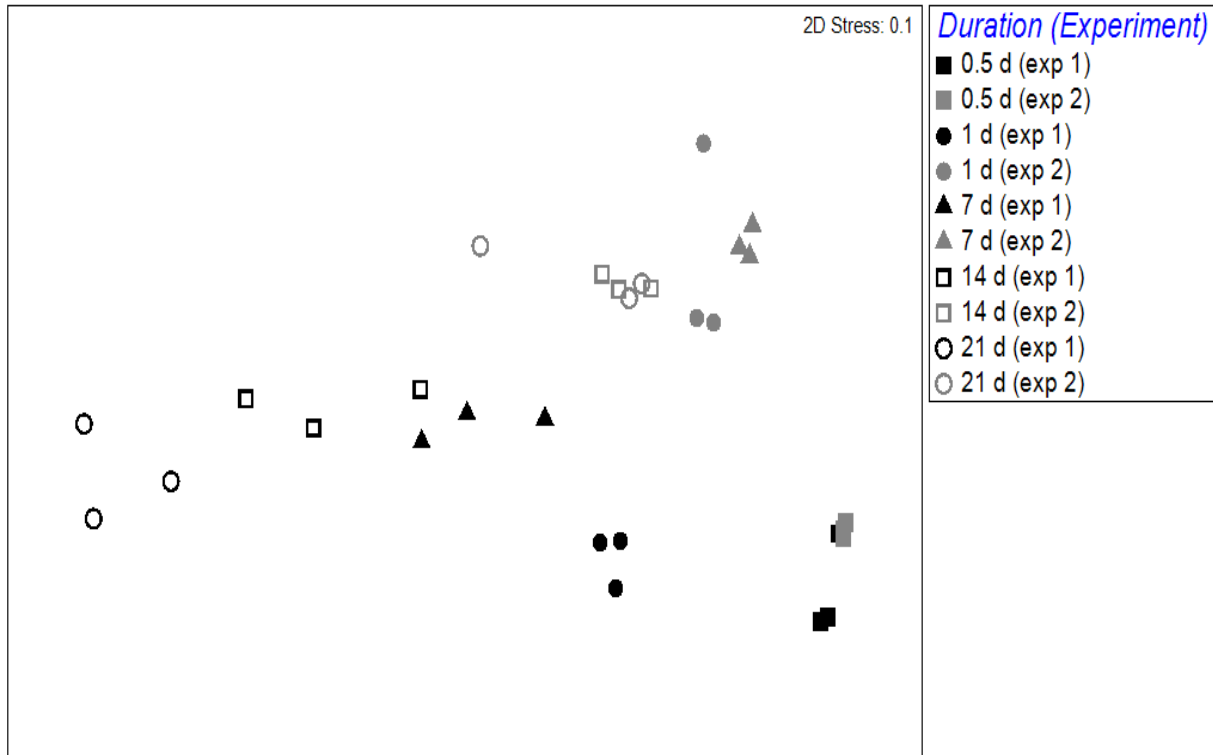 2D Stress: 0.1
Duration (Experiment)
0.5 d (exp 1)
0.5 d (exp 2)
1 d (exp 1)
1 d (exp 2)
7 d (exp 1)
7 d (exp 2)
14 d (exp 1)
14 d (exp 2)
21 d (exp 1)
21 d (exp 2)